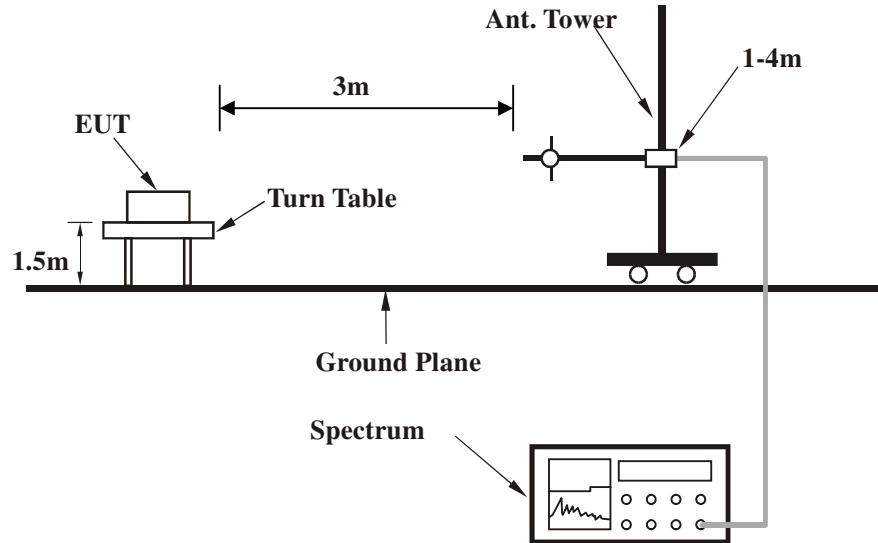 Ant. Tower
1-4m
3m
EUT
Turn Table
1.5m
Ground Plane
Spectrum